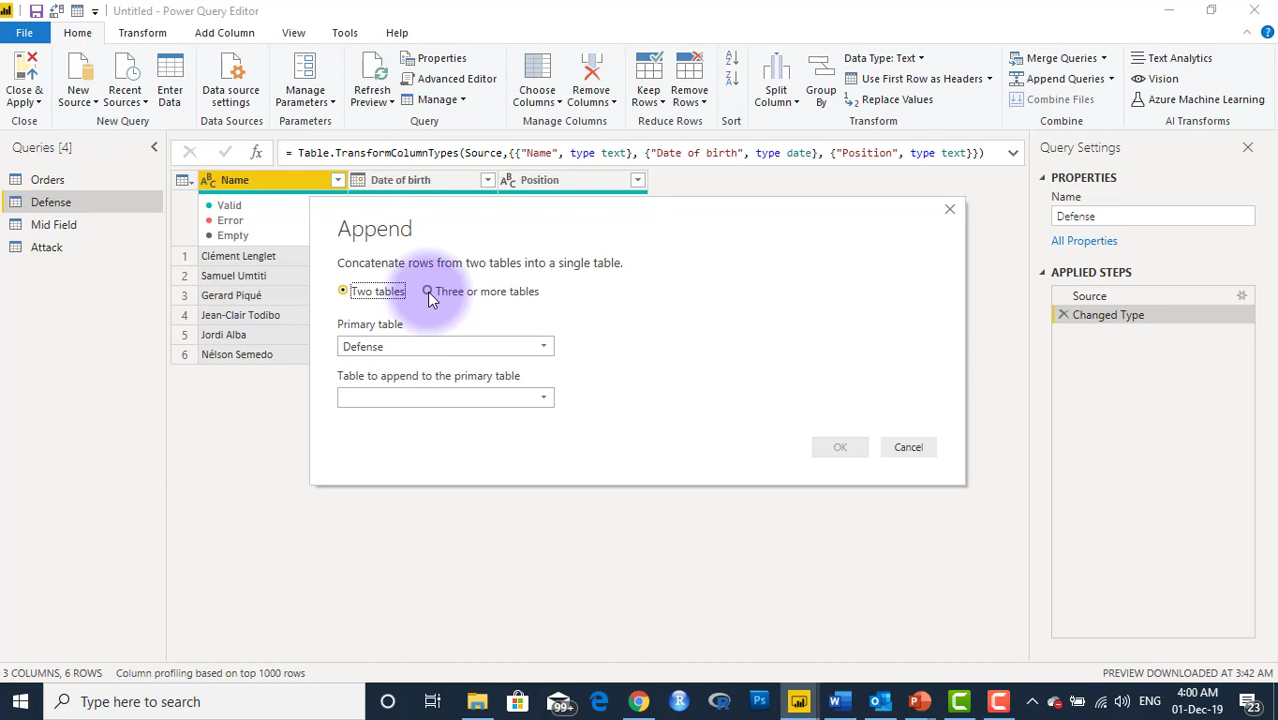 Untitled - Power Query Editor
File Home Transform Add Column View Tools Help
Close & Apply
New Source
Recent Sources
Enter Data
Data source settings
Manage Parameters
Refresh Preview
Properties
Advanced Editor
Manage
Choose Columns
Remove Columns
Keep Rows
Remove Rows
Split Column
Group By
Data Type: Text
Use First Row as Headers
Replace Values
Merge Queries
Append Queries
Combine Files
Text Analytics
Vision
Azure Machine Learning
Close
New Query
Data Sources
Parameters
Query
Manage Columns
Reduce Rows
Sort
Transform
Combine
AI Transforms
Queries [4]
Orders
Defense
Mid Field
Attack
= Table.TransformColumnTypes(Source,{{"Name", type text}, {"Date of birth", type date}, {"Position", type text}})
Name Date of birth Position
Valid
Error
Empty
1 Clément Lenglet
2 Samuel Umtiti
3 Gerard Piqué
4 Jean-Clair Todibo
5 Jordi Alba
6 Nélson Semedo
Append
Concatenate rows from two tables into a single table.
Two tables Three or more tables
Primary table
Defense
Table to append to the primary table
OK Cancel
Query Settings
PROPERTIES
Name
Defense
All Properties
APPLIED STEPS
Source
Changed Type
3 COLUMNS, 6 ROWS Column profiling based on top 1000 rows
PREVIEW DOWNLOADED AT 3:42 AM
Type here to search
99+
ENG
4:00 AM
01-Dec-19
23